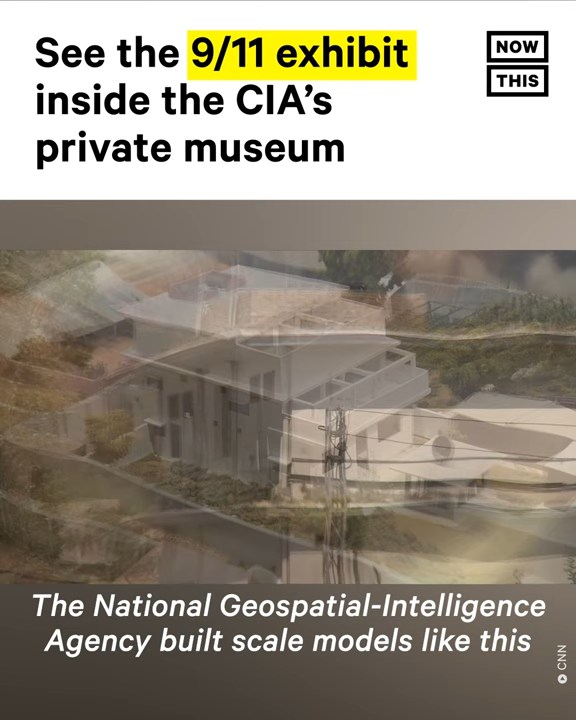 See the 9/11 exhibit
inside the CIA's
private museum
NOW
THIS
The National Geospatial-Intelligence
Agency built scale models like this
CNN